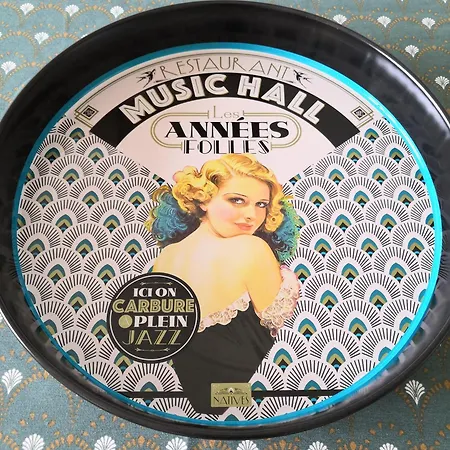 RESTAURANT
MUSIC HALL
Les
ANNÉES
FOLLES
ICI ON
CARBURE
PLEIN
JAZZ
NATIVES